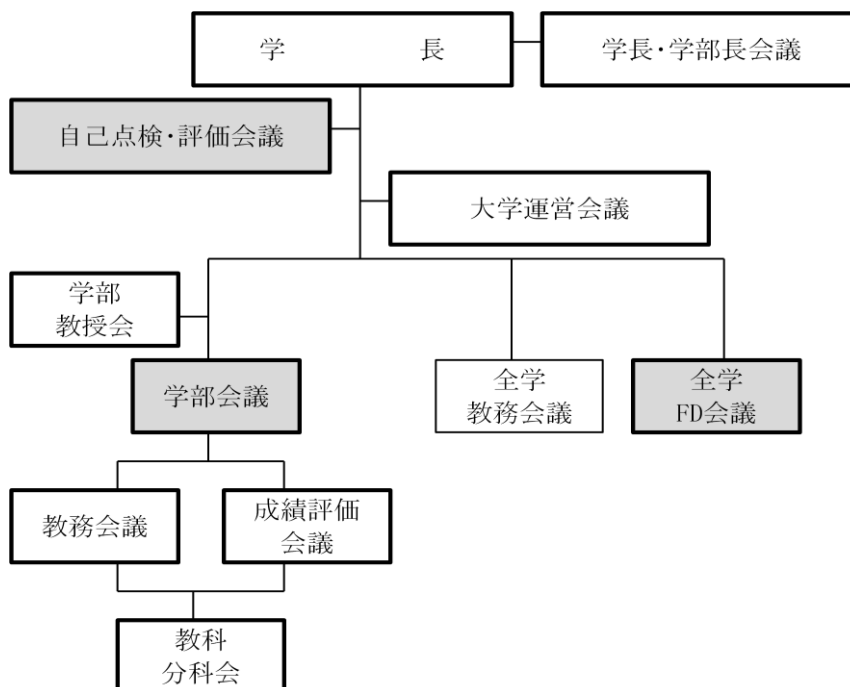 学 長
学長・学部長会議
自己点検・評価会議
大学運営会議
学部
教授会
学部会議
全学
教務会議
全学
FD会議
教務会議
成績評価
会議
教科
分科会